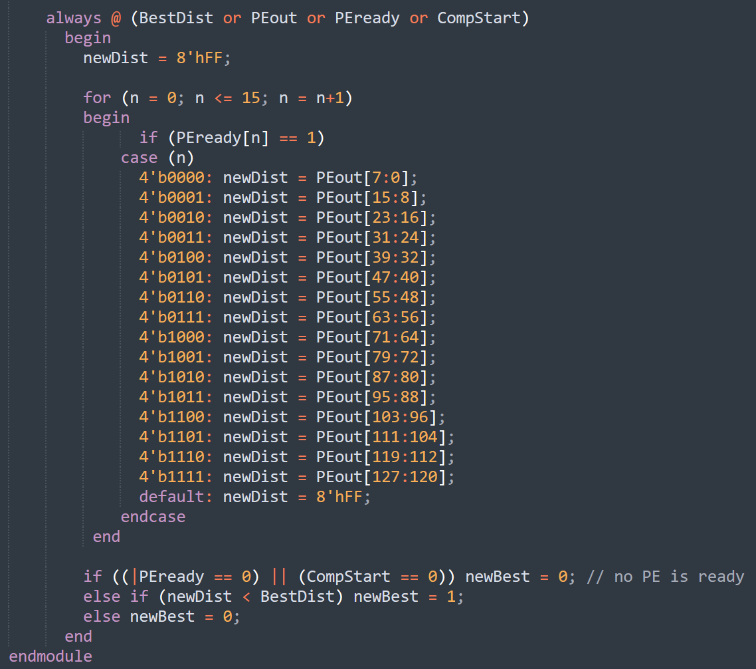 always @ (BestDist or PEout or PEready or CompStart)
begin
newDist = 8'hFF;
for (n = 0; n <= 15; n = n+1)
begin
if (PEready[n] == 1)
case (n)
4'b0000: newDist = PEout[7:0];
4'b0001: newDist = PEout[15:8];
4'b0010: newDist = PEout[23:16];
4'b0011: newDist = PEout[31:24];
4'b0100: newDist = PEout[39:32];
4'b0101: newDist = PEout[47:40];
4'b0110: newDist = PEout[55:48];
4'b0111: newDist = PEout[63:56];
4'b1000: newDist = PEout[71:64];
4'b1001: newDist = PEout[79:72];
4'b1010: newDist = PEout[87:80];
4'b1011: newDist = PEout[95:88];
4'b1100: newDist = PEout[103:96];
4'b1101: newDist = PEout[111:104];
4'b1110: newDist = PEout[119:112];
4'b1111: newDist = PEout[127:120];
default: newDist = 8'hFF;
endcase
end
if ((|PEready == 0) || (CompStart == 0)) newBest = 0; // no PE is ready
else if (newDist < BestDist) newBest = 1;
else newBest = 0;
end
endmodule